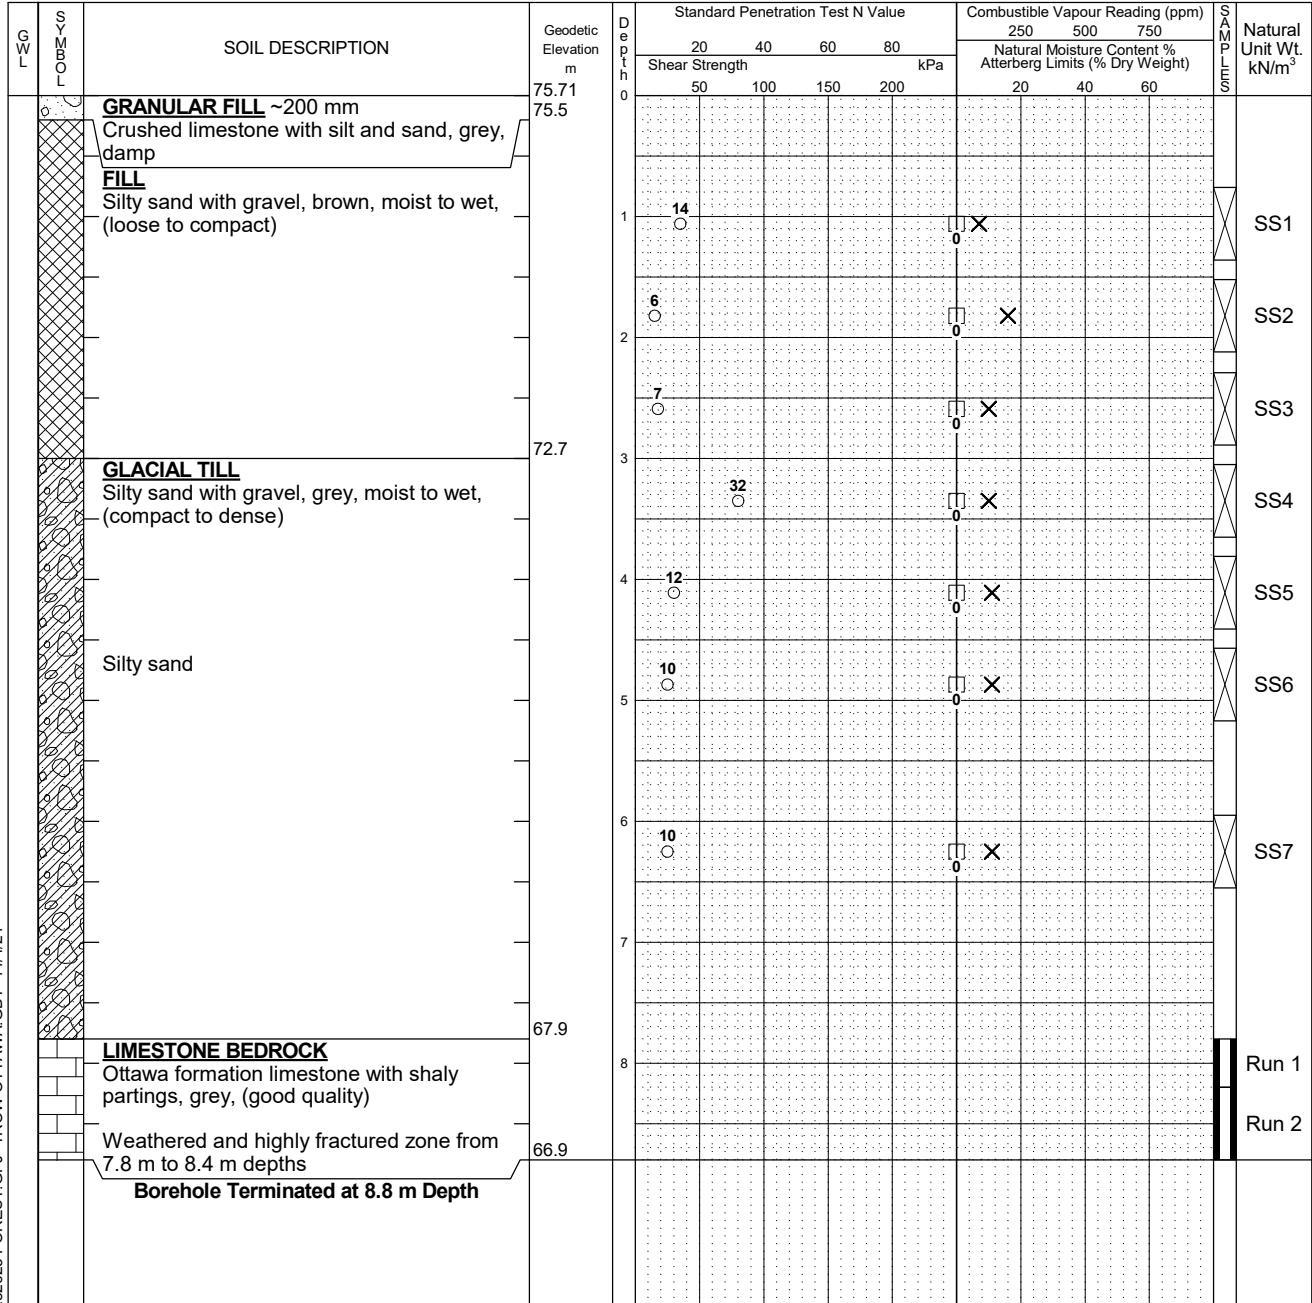 GWL
SYMBOL
SOIL DESCRIPTION
Geodetic
Elevation
m
Depth
Standard Penetration Test N Value
20 40 60 80
Shear Strength kPa
50 100 150 200
Combustible Vapour Reading (ppm)
250 500 750
Natural Moisture Content %
Atterberg Limits (% Dry Weight)
20 40 60
SAMPLES
Natural
Unit Wt.
kN/m³
75.71
0
GRANULAR FILL ~200 mm
75.5
Crushed limestone with silt and sand, grey,
damp
FILL
Silty sand with gravel, brown, moist to wet,
(loose to compact)
1
14
0
SS1
6
0
SS2
2
7
0
SS3
72.7
3
GLACIAL TILL
Silty sand with gravel, grey, moist to wet,
(compact to dense)
32
0
SS4
4
12
0
SS5
Silty sand
10
0
SS6
5
6
10
0
SS7
7
67.9
LIMESTONE BEDROCK
Ottawa formation limestone with shaly
partings, grey, (good quality)
8
Run 1
Run 2
Weathered and highly fractured zone from
7.8 m to 8.4 m depths
66.9
Borehole Terminated at 8.8 m Depth